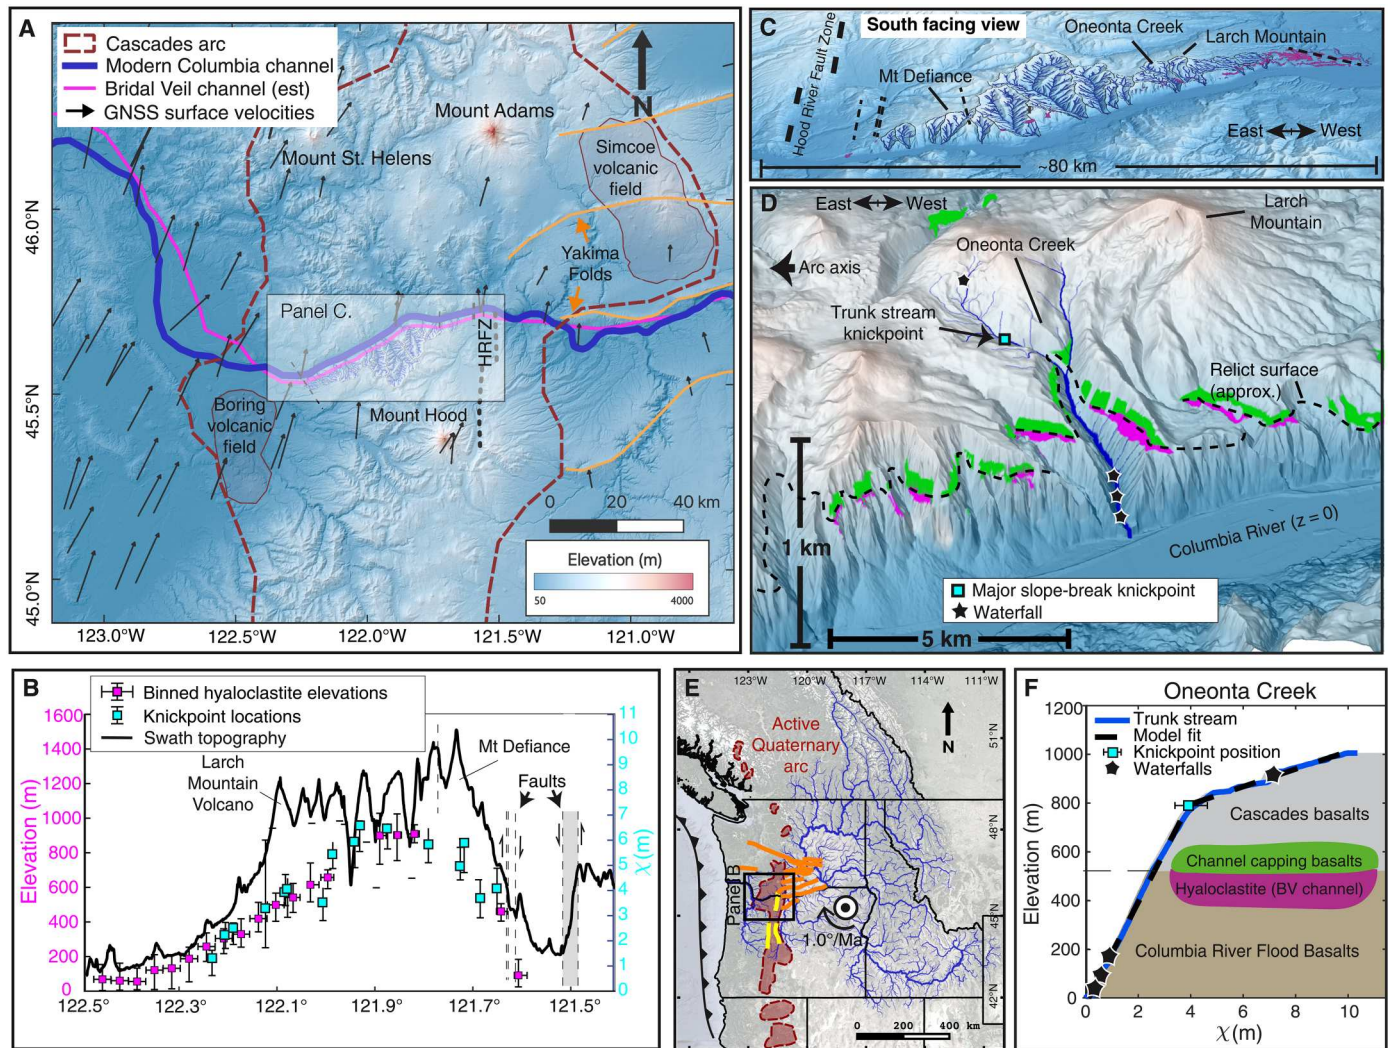 A
Cascades arc
Modern Columbia channel
Bridal Veil channel (est)
GNSS surface velocities
N
Mount Adams
Mount St. Helens
Simcoe
volcanic
field
Yakima
Folds
Panel C.
HRFZ
Boring
volcanic
field
Mount Hood
0 20 40 km
Elevation (m)
50 4000
46.0°N
45.5°N
45.0°N
123.0°W 122.5°W 122.0°W 121.5°W 121.0°W
C
South facing view
Hood River Fault Zone
Mt Defiance
Oneonta Creek
Larch Mountain
East West
~80 km
D
East West
Larch
Mountain
Oneonta Creek
Arc axis
Trunk stream
knickpoint
Relict surface
(approx.)
1 km
Columbia River (z = 0)
Major slope-break knickpoint
Waterfall
5 km
B
Binned hyaloclastite elevations
Knickpoint locations
Swath topography
Larch
Mountain
Volcano
Mt Defiance
Faults
Elevation (m)
1600
1400
1200
1000
800
600
400
200
0
χ(m)
11
10
9
8
7
6
5
4
3
2
1
0
122.5 122.3 122.1 121.9 121.7 121.5
E
123°W 120°W 117°W 114°W 111°W
Active
Quaternary
arc
N
51°N
48°N
45°N
42°N
Panel B
1.0°/Ma
0 200 400 km
F
Oneonta Creek
Trunk stream
Model fit
Knickpoint position
Waterfalls
Cascades basalts
Channel capping basalts
Hyaloclastite (BV channel)
Columbia River Flood Basalts
Elevation (m)
1200
1000
800
600
400
200
0
0 2 4 6 8 10
χ(m)